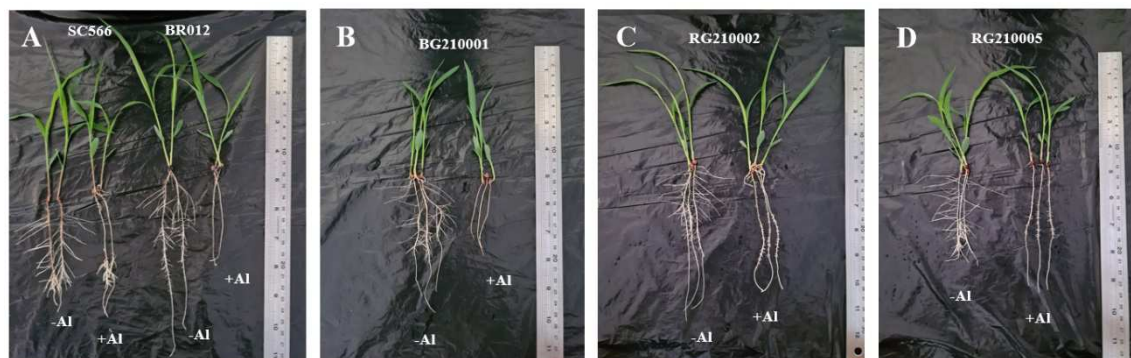 A
SC566
BR012
-Al
+Al
-Al
+Al
B
BG210001
-Al
+Al
C
RG210002
-Al
+Al
D
RG210005
-Al
+Al